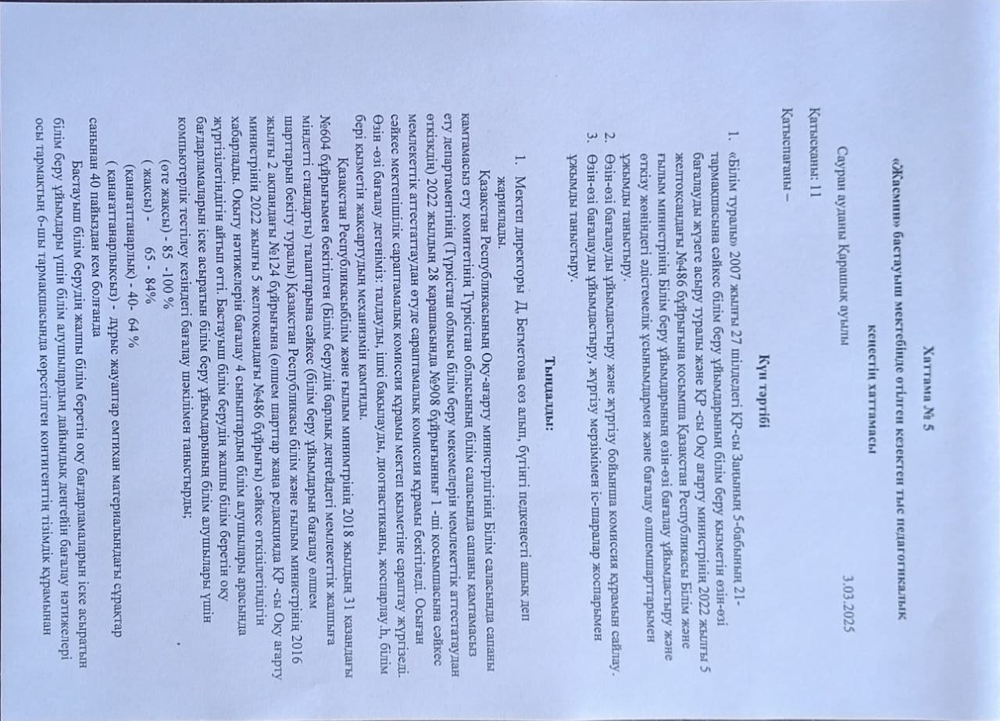 Хаттама № 5
«Жасмин» бастауыш мектебінде өтілген кезектен тыс педагогикалық
кеңестің хаттамасы
Сауран ауданы Қарашық ауылы 3.03.2025
Қатысқаны: 11
Қатыспағаны –
Күн тәртібі
1. «Білім туралы» 2007 жылғы 27 шілдедегі ҚР-сы Заңының 5-бабының 21-
тармақшасына сәйкес білім беру ұйымдарының білім беру қызметін өзін-өзі
бағалауды жүзеге асыру туралы және ҚР -сы Оқу ағарту министрінің 2022 жылғы 5
желтоқсандағы №486 бұйрығына қосымша Қазақстан Республикасы Білім және
ғылым министрінің Білім беру ұйымдарының өзін-өзі бағалау ұйымдастыру және
өткізу жөніндегі әдістемелік ұсынымдармен және бағалау өлшемшарттарымен
ұжымды таныстыру.
2. Өзін-өзі бағалауды ұйымдастыру және жүргізу бойынша комиссия құрамын сайлау.
3. Өзін-өзі бағалауды ұйымдастыру, жүргізу мерзімімен іс-шаралар жоспарымен
ұжымды таныстыру.
Тыңдалды:
1. Мектеп директоры Д. Бегметова сөз алып, бүгінгі педкеңесті ашық деп
жариялады.
Қазақстан Республикасының Оқу-ағарту министрлігінің Білім саласында сапаны
қамтамасыз ету комитетінің Түркістан облысының білім саласында сапаны қамтамасыз
ету департаментінің (Түркістан облысы білім беру мекемелерін мемлекеттік аттестатаудан
өткізқдің) 2022 жылдың 28 қарашасында №908 бұйрығыныңғ 1 -ші қосымшасына сәйкес
мемлекеттік аттестаттаудан өтуде сараптамалық комиссия құрамы бекітіледі. Осыған
сәйкес мектепішілік сараптамалық комиссия құрамы мектеп қызметіне сараптау жүргізеді.
Өзін -өзі бағалау дегеніміз: талдауды, ішкі бақылауды, диогнастиканы, жоспарлау.h, білім
бері қызметін жақсартудың механизмін қамтиды.
Қазақстан Республикасыбілім және ғылым минимтрінің 2018 жылдың 31 қазандағы
№604 бұйрығымен бекітілген (Білім берудің барлық деңгейдегі мемлекеттік жалпыға
міндетті стандарты) талаптарына сәйкес (білім беру ұйымдарын бағалау өлшем
шарттарын бекіту туралы) Қазақстан Республикасы білім және ғылым министрінің 2016
жылғы 2 ақпандағы №124 бұйрығына (өлшем шарттар жаңа редакцияда ҚР -сы Оқу ағарту
министрінің 2022 жылғы 5 желтоқсандағы №486 бұйрығы) сәйкес өткізілетіндігін
хабарлады. Оқыту нәтижелерін бағалау 4 сыныптардың білім алушылары арасында
жүргізілетіндігін айтып өтті. Бастауыш білім берудің жалпы білім беретін оқу
бағдарламаларын іске асыратын білім беру ұйымдарының білім алушылары үшін
компьютерлік тестілеу кезіндегі бағалау шәкілімен таныстырды;
(өте жақсы) - 85 -100 %
( жақсы) - 65 - 84%
(қанағаттанарлық) - 40- 64 %
( қанағаттанарлықсыз) - дұрыс жауаптар емтихан материалындағы сұрақтар
санынан 40 пайыздан кем болғанда
Бастауыш білім берудің жалпы білім беретін оқу бағдарламаларын іске асыратын
білім беру ұйымдары үшін білім алушылардың дайындық деңгейін бағалау нәтижелері
осы тармақтың 6-шы тармақшасында көрсетілген контигенттің тізімдік құрамынан